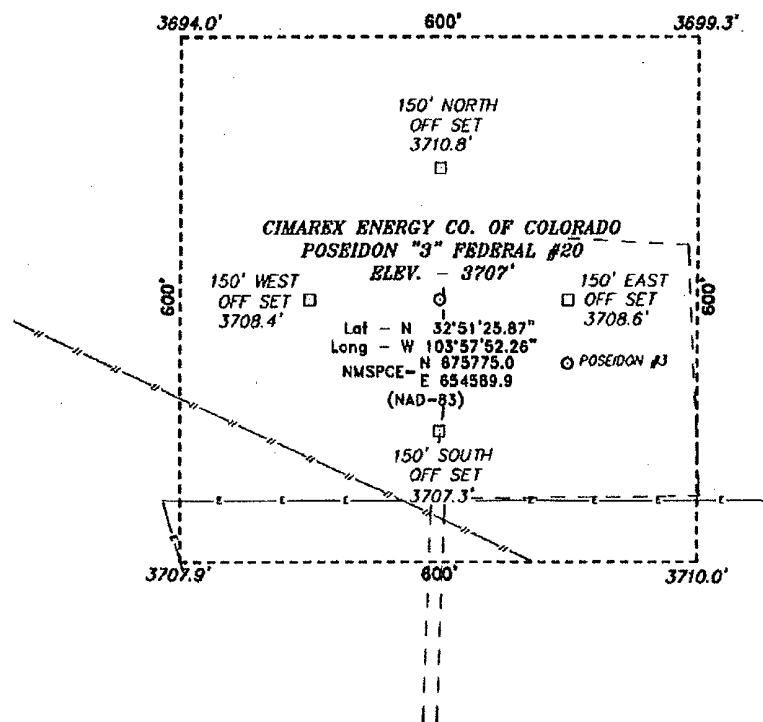 3694.0'
600'
3699.3'
150' NORTH
OFF SET
3710.8'
CIMAREX ENERGY CO. OF COLORADO
POSEIDON "3" FEDERAL #20
ELEV. - 3707'
600'
150' WEST
OFF SET
3708.4'
150' EAST
OFF SET
3708.6'
600'
Lat - N 32°51'25.87"
Long - W 103°57'52.26"
NMSPCE- N 675775.0
E 654589.9
(NAD-83)
POSEIDON #3
150' SOUTH
OFF SET
3707.3'
E E E E E E E
E
3707.9'
600'
3710.0'